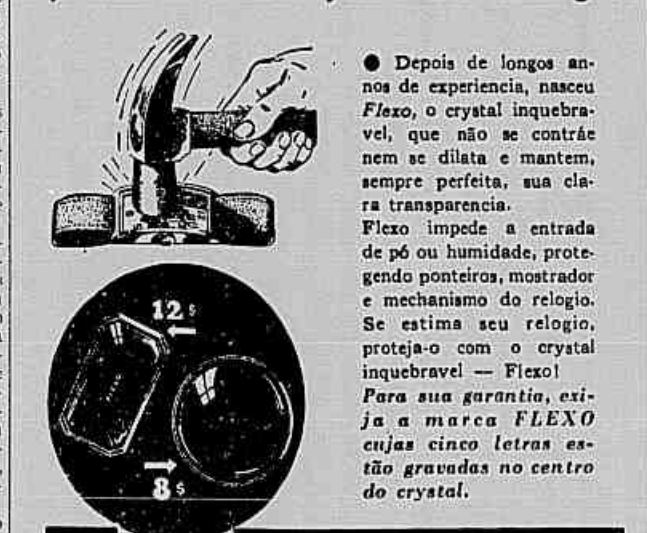 ● Depois de longos an-
nos de experiencia, nasceu
Flexo, o crystal inquebra-
vel, que não se contráe
nem se dilata e mantem,
sempre perfeita, sua cla-
ra transparencia.
Flexo impede a entrada
de pó ou humidade, prote-
gendo ponteiros, mostrador
e mechanismo do relogio.
Se estima seu relogio,
proteja-o com o crystal
inquebravel — Flexo!
Para sua garantia, exi-
ja a marca FLEXO
cujas cinco letras es-
tão gravadas no centro
do crystal.
12$
8$